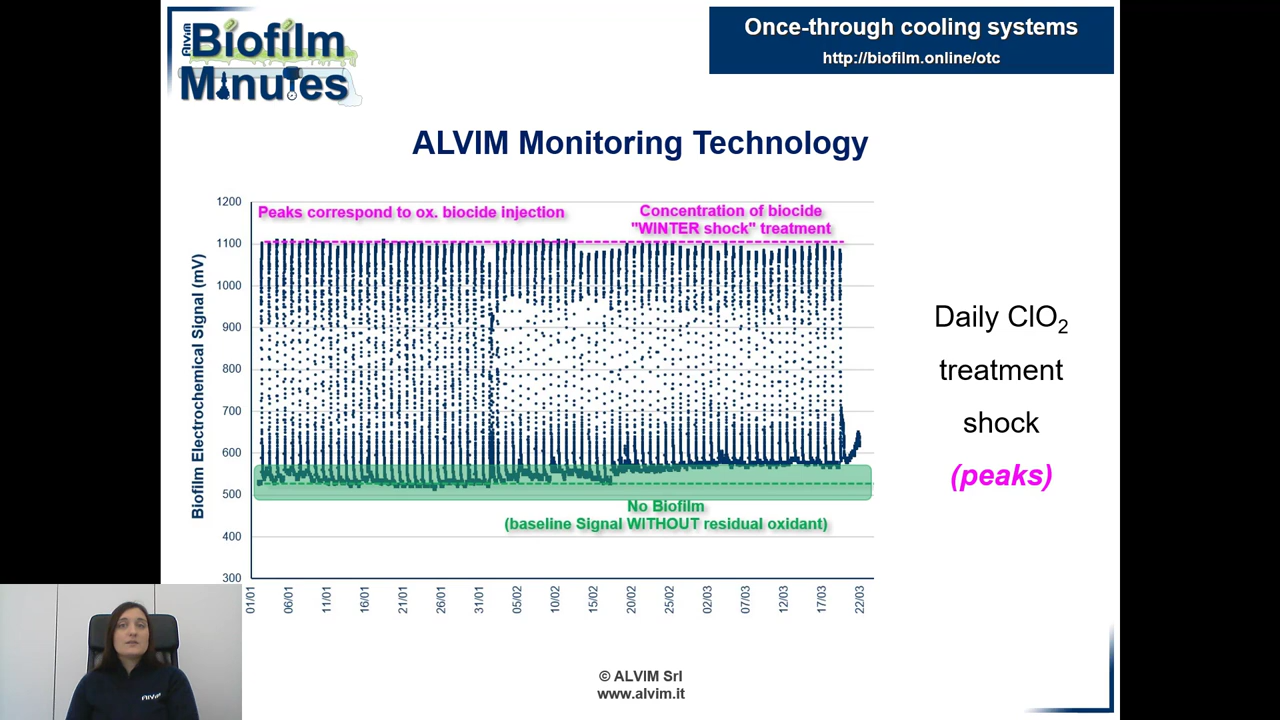 ALVIM
Biofilm
Minutes
Once-through cooling systems
http://biofilm.online/otc
ALVIM Monitoring Technology
Biofilm Electrochemical Signal (mV)
1200
1100
1000
900
800
700
600
500
400
300
Peaks correspond to ox. biocide injection
Concentration of biocide
"WINTER shock" treatment
No Biofilm
(baseline Signal WITHOUT residual oxidant)
01/01
06/01
11/01
16/01
21/01
26/01
31/01
05/02
10/02
15/02
20/02
25/02
02/03
07/03
12/03
17/03
22/03
Daily ClO₂
treatment
shock
(peaks)
ALVIM
© ALVIM Srl
www.alvim.it